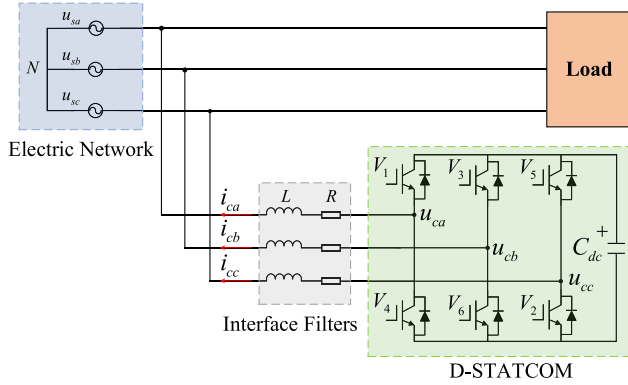 u_sa
N
u_sb
u_sc
Electric Network
Load
i_ca
L
R
i_cb
i_cc
Interface Filters
V_1
V_3
V_5
u_ca
u_cb
C_dc
+
u_cc
V_4
V_6
V_2
D-STATCOM